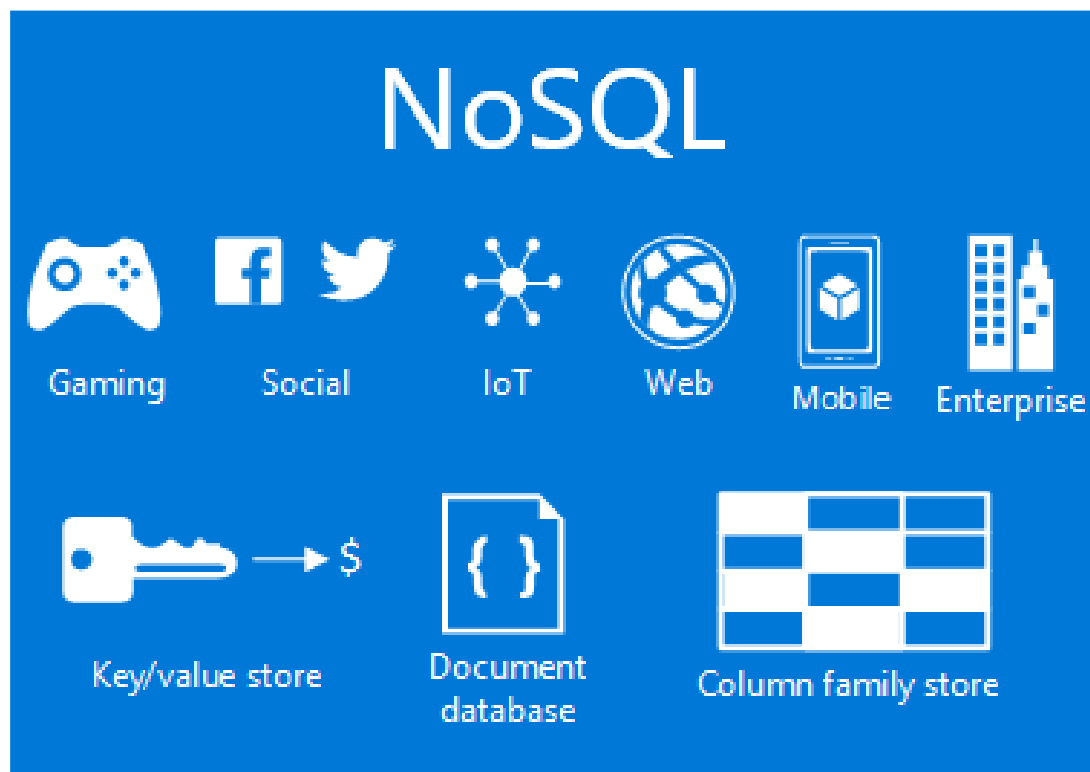 NoSQL
Gaming
Social
IoT
Web
Mobile
Enterprise
$
{ }
Key/value store
Document
database
Column family store